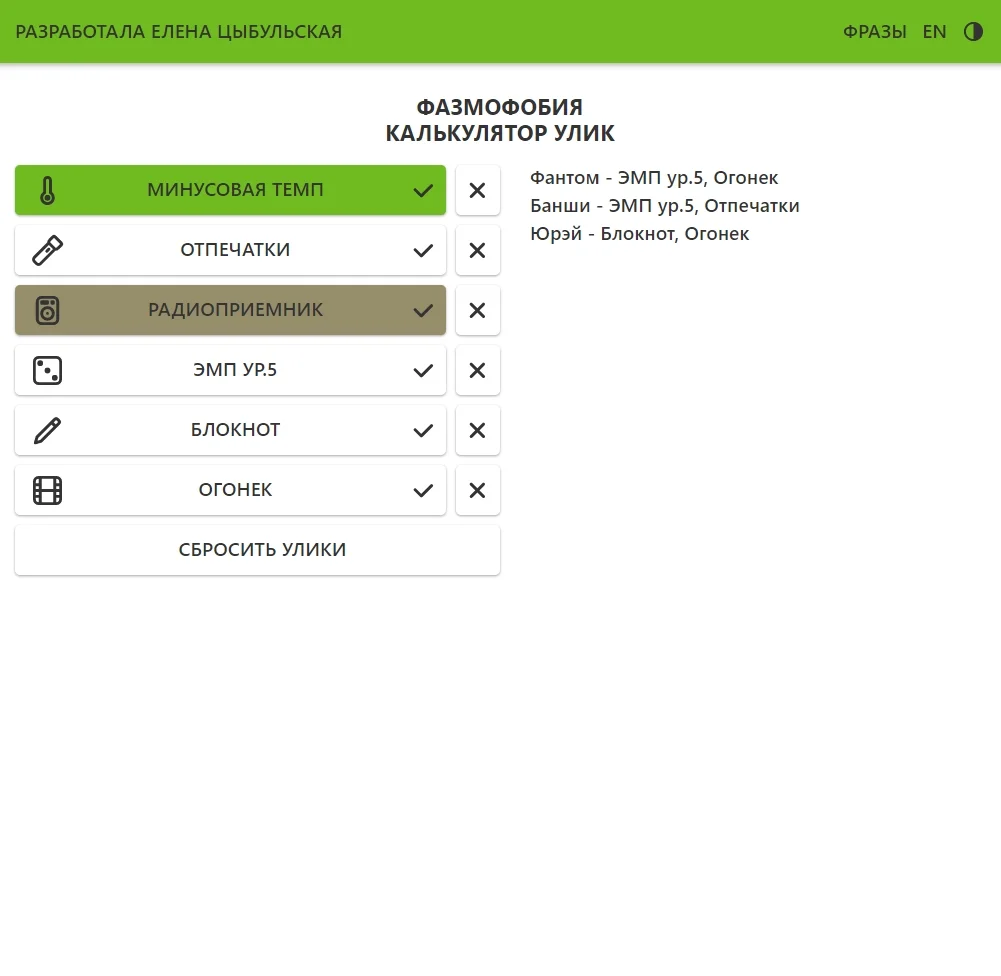 РАЗРАБОТАЛА ЕЛЕНА ЦЫБУЛЬСКАЯ
ФРАЗЫ EN
ФАЗМОФОБИЯ
КАЛЬКУЛЯТОР УЛИК
МИНУСОВАЯ ТЕМП
ОТПЕЧАТКИ
РАДИОПРИЕМНИК
ЭМП УР.5
БЛОКНОТ
ОГОНЕК
СБРОСИТЬ УЛИКИ
Фантом - ЭМП ур.5, Огонек
Банши - ЭМП ур.5, Отпечатки
Юрэй - Блокнот, Огонек